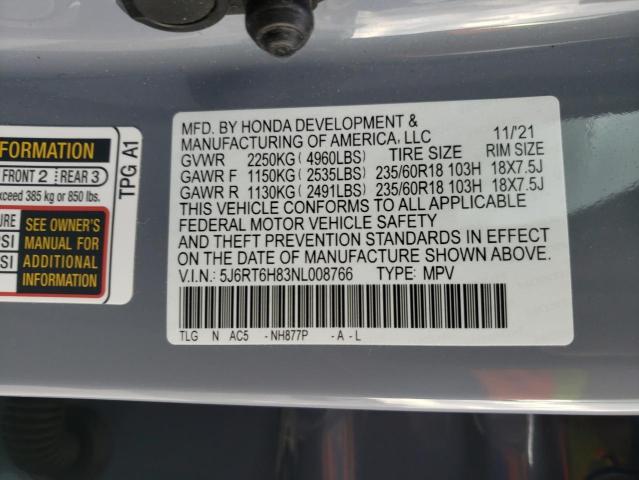 FORMATION
FRONT 2 REAR 3
exceed 385 kg or 850 lbs.
URE
PSI
PSI
SEE OWNER'S
MANUAL FOR
ADDITIONAL
INFORMATION
TPG A1
MFD. BY HONDA DEVELOPMENT &
MANUFACTURING OF AMERICA, LLC 11/'21
GVWR 2250KG ( 4960LBS) TIRE SIZE RIM SIZE
GAWR F 1150KG ( 2535LBS) 235/60R18 103H 18X7.5J
GAWR R 1130KG ( 2491LBS) 235/60R18 103H 18X7.5J
THIS VEHICLE CONFORMS TO ALL APPLICABLE
FEDERAL MOTOR VEHICLE SAFETY
AND THEFT PREVENTION STANDARDS IN EFFECT
ON THE DATE OF MANUFACTURE SHOWN ABOVE.
V.I.N.: 5J6RT6H83NL008766 TYPE: MPV
TLG N AC5 - NH877P - A - L